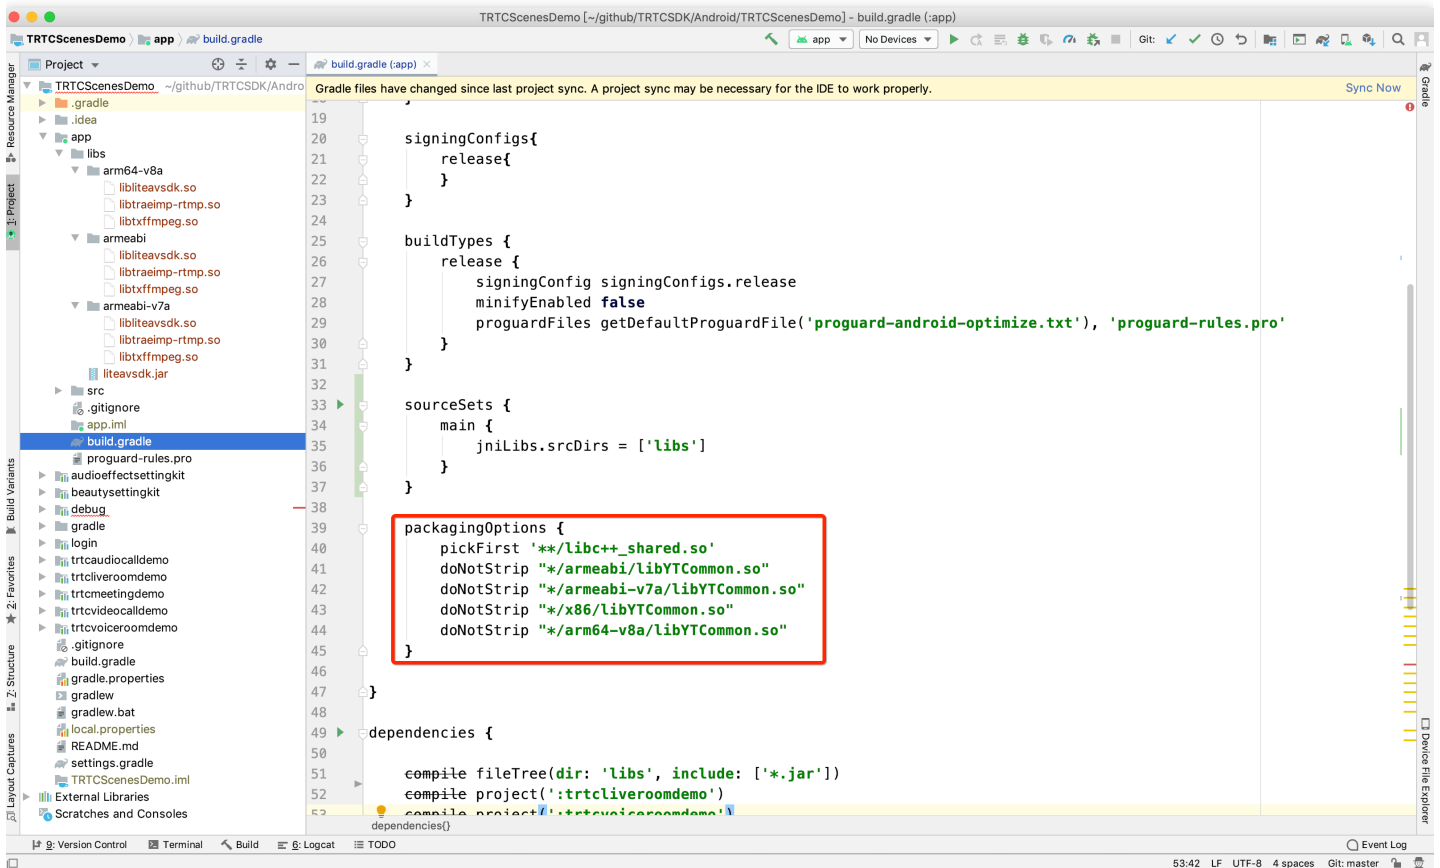 TRTCScenesDemo [~/github/TRTCSDK/Android/TRTCScenesDemo] - build.gradle (:app)
TRTCScenesDemo app build.gradle
app No Devices Git:
Project
build.gradle (:app)
Resource Manager
1: Project
Build Variants
2: Favorites
Z: Structure
Layout Captures
Gradle
Device File Explorer
TRTCScenesDemo ~/github/TRTCSDK/Andro
.gradle
.idea
app
libs
arm64-v8a
libliteavsdk.so
libtraeimp-rtmp.so
libtxffmpeg.so
armeabi
libliteavsdk.so
libtraeimp-rtmp.so
libtxffmpeg.so
armeabi-v7a
libliteavsdk.so
libtraeimp-rtmp.so
libtxffmpeg.so
liteavsdk.jar
src
.gitignore
app.iml
build.gradle
proguard-rules.pro
audioeffectsettingkit
beautysettingkit
debug
gradle
login
trtcaudiocalldemo
trtcliveroomdemo
trtcmeetingdemo
trtcvideocalldemo
trtcvoiceroomdemo
.gitignore
build.gradle
gradle.properties
gradlew
gradlew.bat
local.properties
README.md
settings.gradle
TRTCScenesDemo.iml
External Libraries
Scratches and Consoles
Gradle files have changed since last project sync. A project sync may be necessary for the IDE to work properly. Sync Now
19
20 signingConfigs{
21 release{
22 }
23 }
24
25 buildTypes {
26 release {
27 signingConfig signingConfigs.release
28 minifyEnabled false
29 proguardFiles getDefaultProguardFile('proguard-android-optimize.txt'), 'proguard-rules.pro'
30 }
31 }
32
33 sourceSets {
34 main {
35 jniLibs.srcDirs = ['libs']
36 }
37 }
38
39 packagingOptions {
40 pickFirst '**/libc++_shared.so'
41 doNotStrip "*/armeabi/libYTCommon.so"
42 doNotStrip "*/armeabi-v7a/libYTCommon.so"
43 doNotStrip "*/x86/libYTCommon.so"
44 doNotStrip "*/arm64-v8a/libYTCommon.so"
45 }
46
47 }
48
49 dependencies {
50
51 compile fileTree(dir: 'libs', include: ['*.jar'])
52 compile project(':trtcliveroomdemo')
53 compile project(':trtcvoiceroomdemo')
dependencies{}
9: Version Control Terminal Build 6: Logcat TODO Event Log
53:42 LF UTF-8 4 spaces Git: master